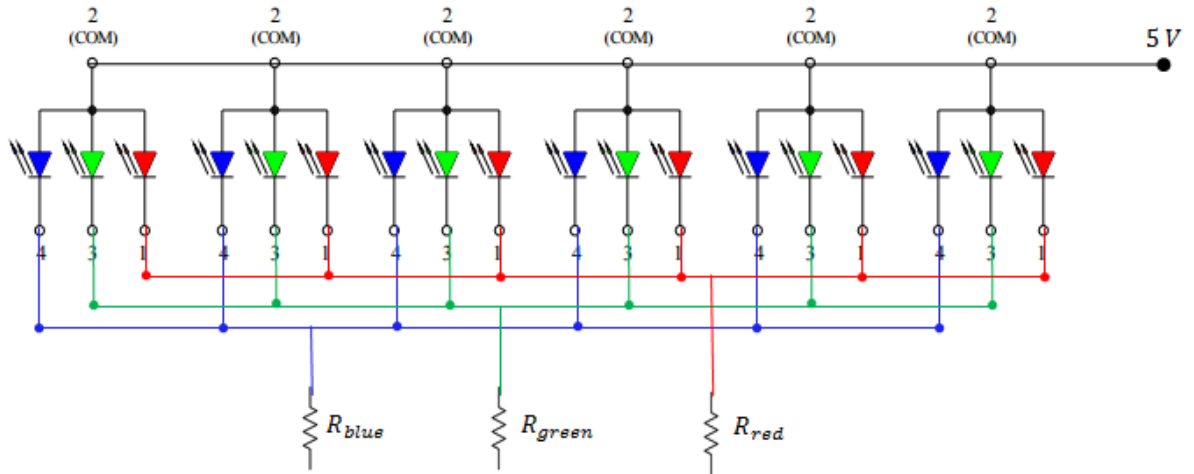 2 2 2 2 2 2
(COM) (COM) (COM) (COM) (COM) (COM) 5 V
4 3 1 4 3 1 4 3 1 4 3 1 4 3 1 4 3 1
R_blue R_green R_red